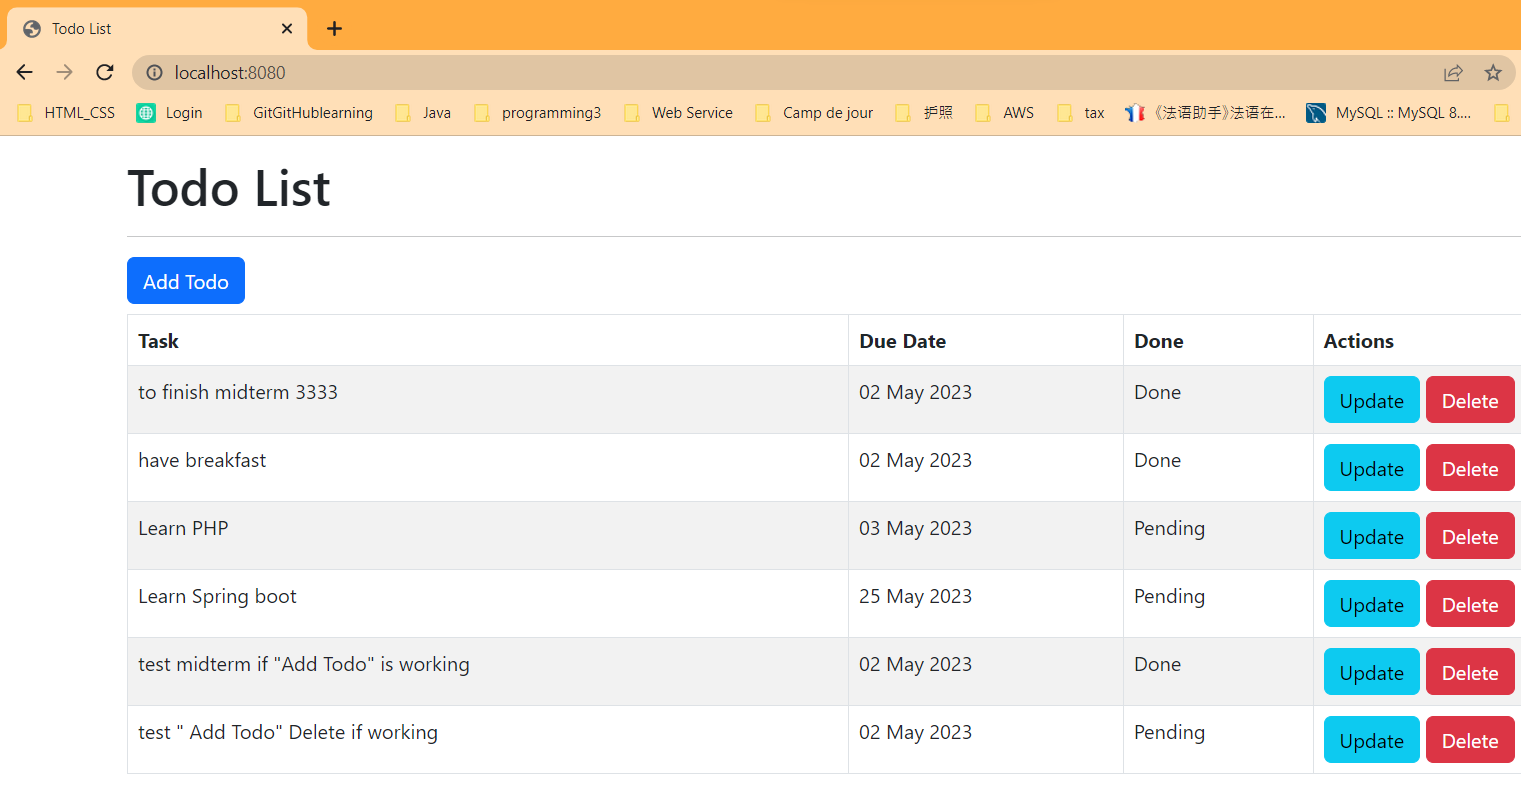 Todo List
localhost:8080
HTML_CSS Login GitGitHublearning Java programming3 Web Service Camp de jour 护照 AWS tax 《法语助手》法语在... MySQL :: MySQL 8....
Todo List
Add Todo
Task Due Date Done Actions
to finish midterm 3333 02 May 2023 Done Update Delete
have breakfast 02 May 2023 Done Update Delete
Learn PHP 03 May 2023 Pending Update Delete
Learn Spring boot 25 May 2023 Pending Update Delete
test midterm if "Add Todo" is working 02 May 2023 Done Update Delete
test " Add Todo" Delete if working 02 May 2023 Pending Update Delete